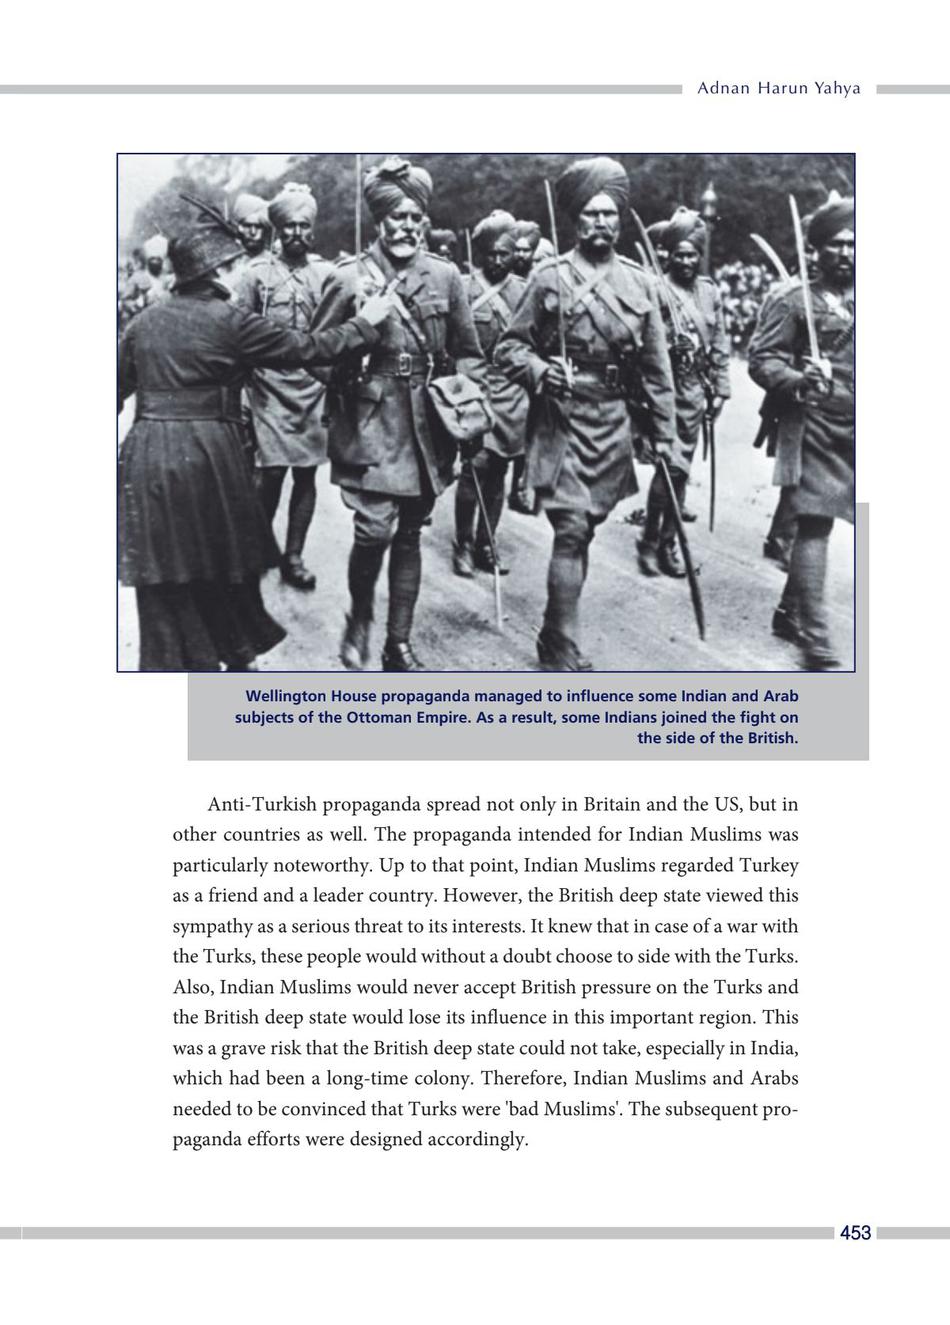 Adnan Harun Yahya
Wellington House propaganda managed to influence some Indian and Arab
subjects of the Ottoman Empire. As a result, some Indians joined the fight on
the side of the British.
Anti-Turkish propaganda spread not only in Britain and the US, but in
other countries as well. The propaganda intended for Indian Muslims was
particularly noteworthy. Up to that point, Indian Muslims regarded Turkey
as a friend and a leader country. However, the British deep state viewed this
sympathy as a serious threat to its interests. It knew that in case of a war with
the Turks, these people would without a doubt choose to side with the Turks.
Also, Indian Muslims would never accept British pressure on the Turks and
the British deep state would lose its influence in this important region. This
was a grave risk that the British deep state could not take, especially in India,
which had been a long-time colony. Therefore, Indian Muslims and Arabs
needed to be convinced that Turks were 'bad Muslims'. The subsequent pro-
paganda efforts were designed accordingly.
453